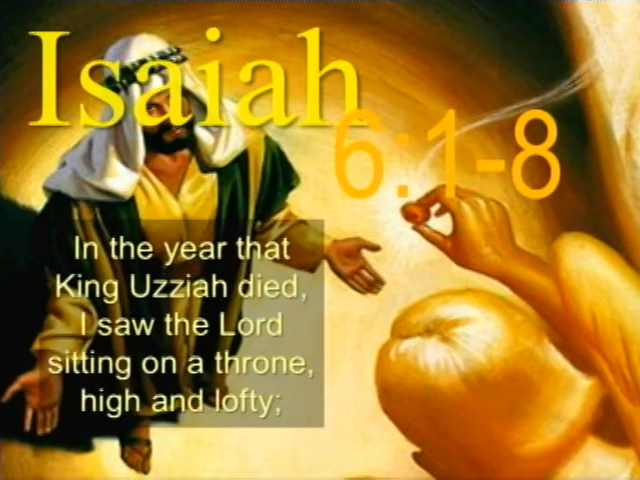 Isaiah
6:1-8
In the year that
King Uzziah died,
I saw the Lord
sitting on a throne,
high and lofty;